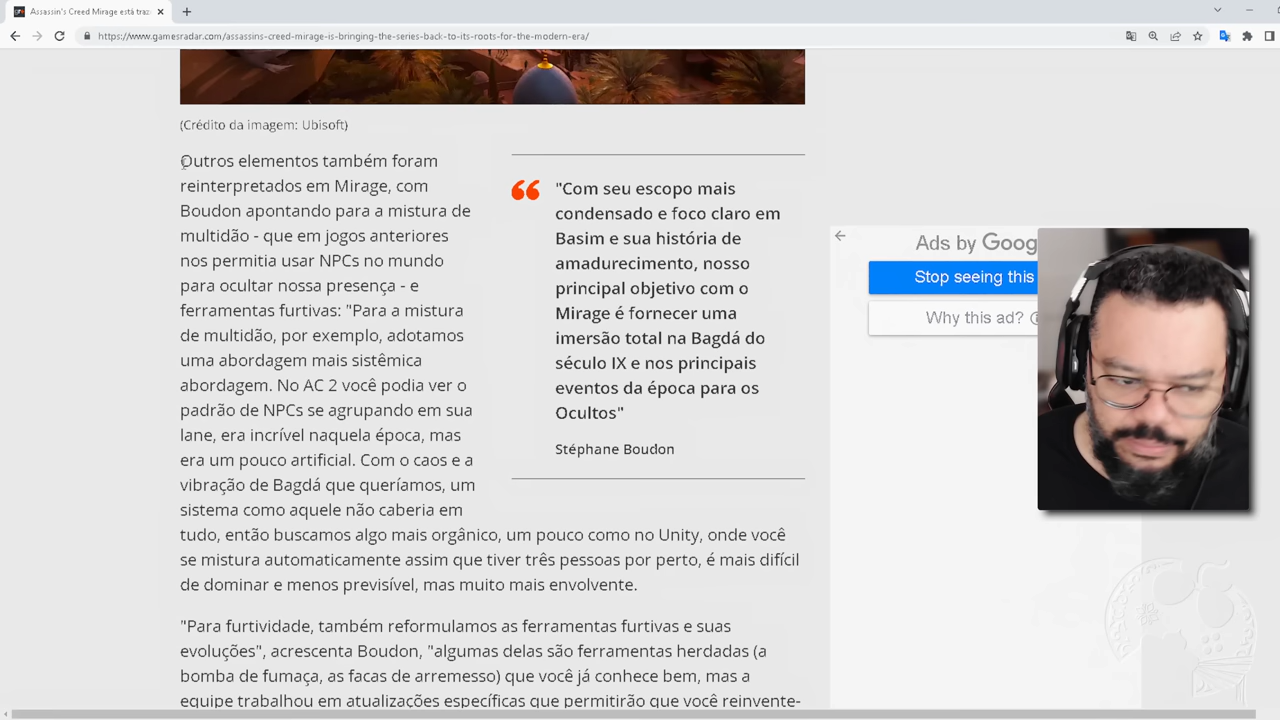 Assassin's Creed Mirage está traz
https://www.gamesradar.com/assassins-creed-mirage-is-bringing-the-series-back-to-its-roots-for-the-modern-era/
(Crédito da imagem: Ubisoft)
Outros elementos também foram
reinterpretados em Mirage, com
Boudon apontando para a mistura de
multidão - que em jogos anteriores
nos permitia usar NPCs no mundo
para ocultar nossa presença - e
ferramentas furtivas: "Para a mistura
de multidão, por exemplo, adotamos
uma abordagem mais sistêmica
abordagem. No AC 2 você podia ver o
padrão de NPCs se agrupando em sua
lane, era incrível naquela época, mas
era um pouco artificial. Com o caos e a
vibração de Bagdá que queríamos, um
sistema como aquele não caberia em
tudo, então buscamos algo mais orgânico, um pouco como no Unity, onde você
se mistura automaticamente assim que tiver três pessoas por perto, é mais difícil
de dominar e menos previsível, mas muito mais envolvente.
"Para furtividade, também reformulamos as ferramentas furtivas e suas
evoluções", acrescenta Boudon, "algumas delas são ferramentas herdadas (a
bomba de fumaça, as facas de arremesso) que você já conhece bem, mas a
equipe trabalhou em atualizações específicas que permitirão que você reinvente-
"Com seu escopo mais
condensado e foco claro em
Basim e sua história de
amadurecimento, nosso
principal objetivo com o
Mirage é fornecer uma
imersão total na Bagdá do
século IX e nos principais
eventos da época para os
Ocultos"
Stéphane Boudon
Ads by Goog
Stop seeing this
Why this ad?